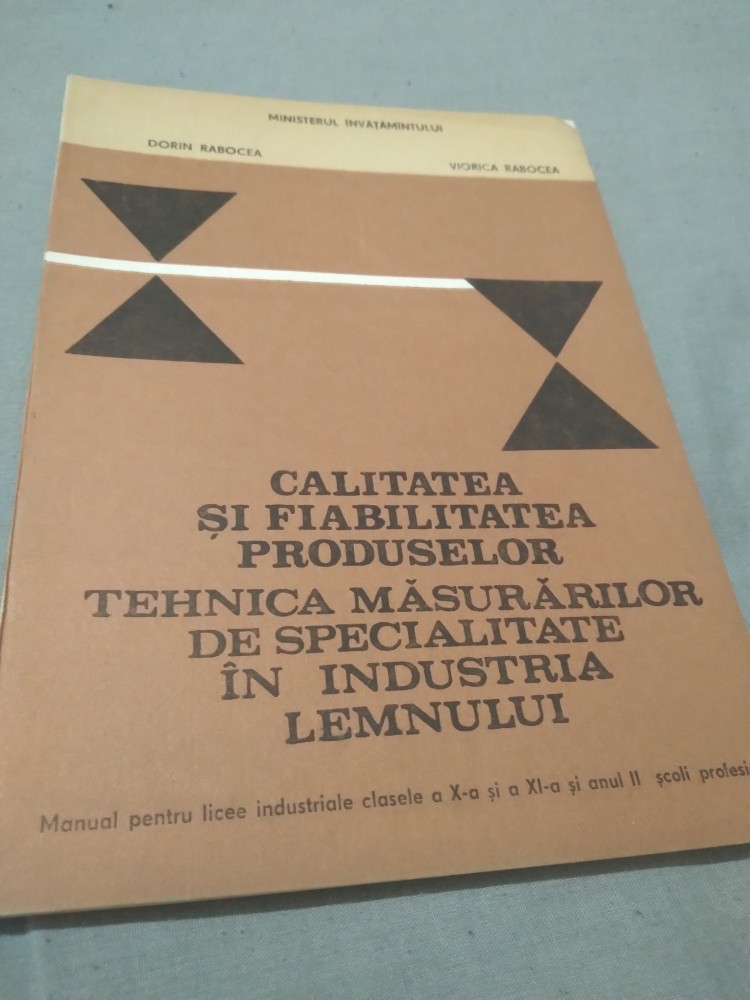 MINISTERUL ÎNVĂȚĂMÎNTULUI
DORIN RABOCEA
VIORICA RABOCEA
CALITATEA
ȘI FIABILITATEA
PRODUSELOR
TEHNICA MĂSURĂRILOR
DE SPECIALITATE
ÎN INDUSTRIA
LEMNULUI
Manual pentru licee industriale clasele a X-a și a XI-a și anul II școli